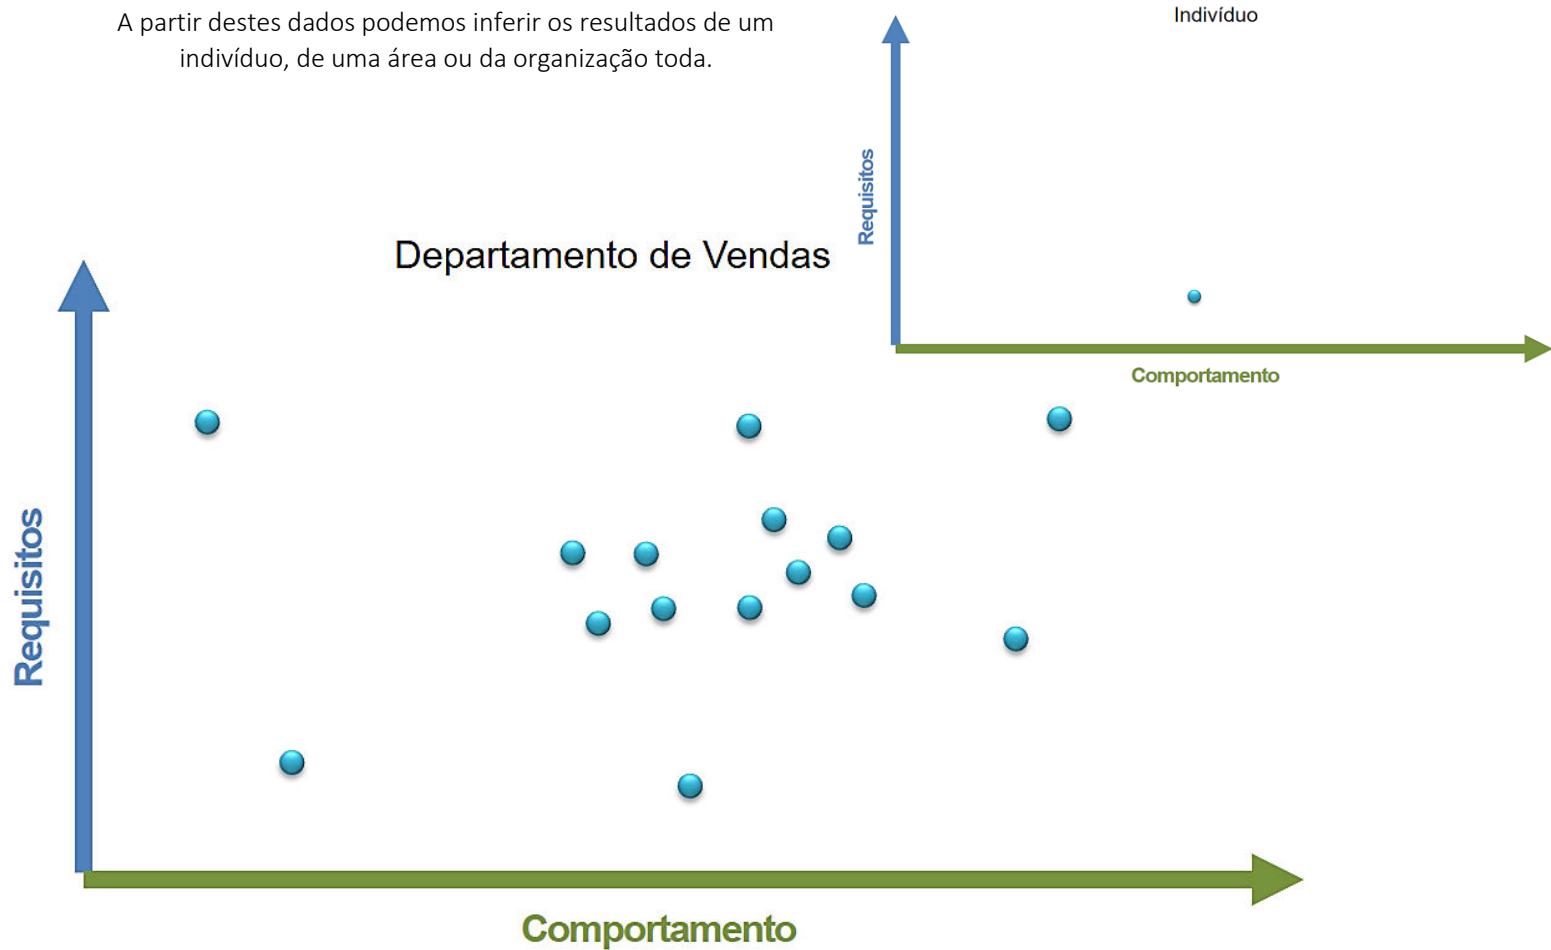 A partir destes dados podemos inferir os resultados de um
indivíduo, de uma área ou da organização toda.
Indivíduo
Requisitos
Comportamento
Departamento de Vendas
Requisitos
Comportamento